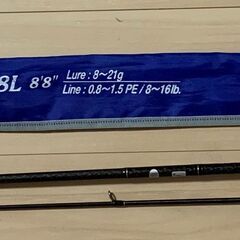 8L 8'8" Lure : 8～21g
Line : 0.8～1.5 PE / 8～16lb.